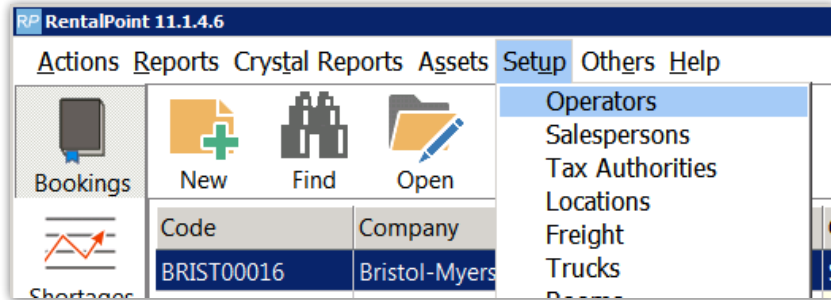 RP RentalPoint 11.1.4.6
Actions Reports Crystal Reports Assets Setup Others Help
Operators
Salespersons
Tax Authorities
Locations
Freight
Trucks
Bookings New Find Open
Code Company
BRIST00016 Bristol-Myers
Shortages